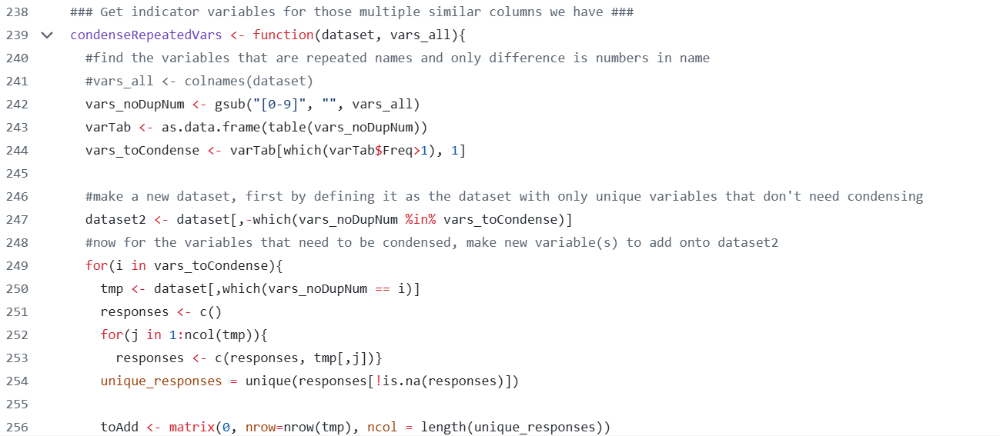 238 ### Get indicator variables for those multiple similar columns we have ###
239 condenseRepeatedVars <- function(dataset, vars_all){
240 #find the variables that are repeated names and only difference is numbers in name
241 #vars_all <- colnames(dataset)
242 vars_noDupNum <- gsub("[0-9]", "", vars_all)
243 varTab <- as.data.frame(table(vars_noDupNum))
244 vars_toCondense <- varTab[which(varTab$Freq>1), 1]
245
246 #make a new dataset, first by defining it as the dataset with only unique variables that don't need condensing
247 dataset2 <- dataset[,-which(vars_noDupNum %in% vars_toCondense)]
248 #now for the variables that need to be condensed, make new variable(s) to add onto dataset2
249 for(i in vars_toCondense){
250 tmp <- dataset[,which(vars_noDupNum == i)]
251 responses <- c()
252 for(j in 1:ncol(tmp)){
253 responses <- c(responses, tmp[,j])}
254 unique_responses = unique(responses[!is.na(responses)])
255
256 toAdd <- matrix(0, nrow=nrow(tmp), ncol = length(unique_responses))